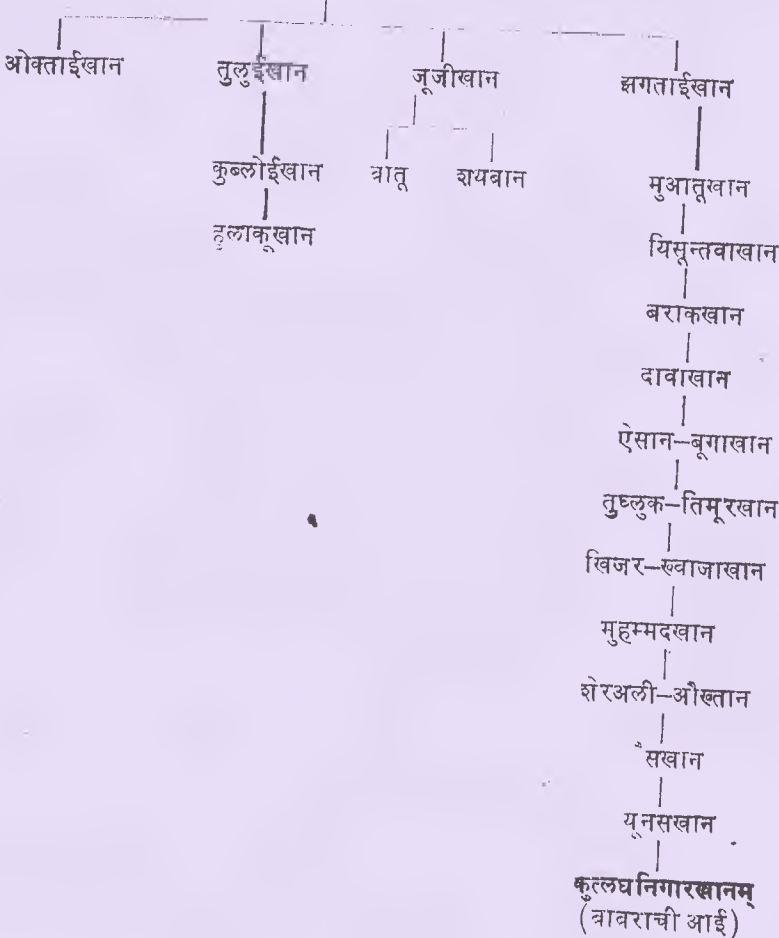 ओक्ताईखान तुलुईखान जूजीखान झगताईखान
कुब्लोईखान बातू शयबान मुआतूखान
हुलाकूखान यिसून्तवाखान
बराकखान
दावाखान
ऐसान–बूगाखान
तुघ्लुक–तिमूरखान
खिजर–ख्वाजाखान
मुहम्मदखान
शेरअली–औख्तान
यूनसखान
कुत्लघनिगारखानम्
(बाबराची आई)